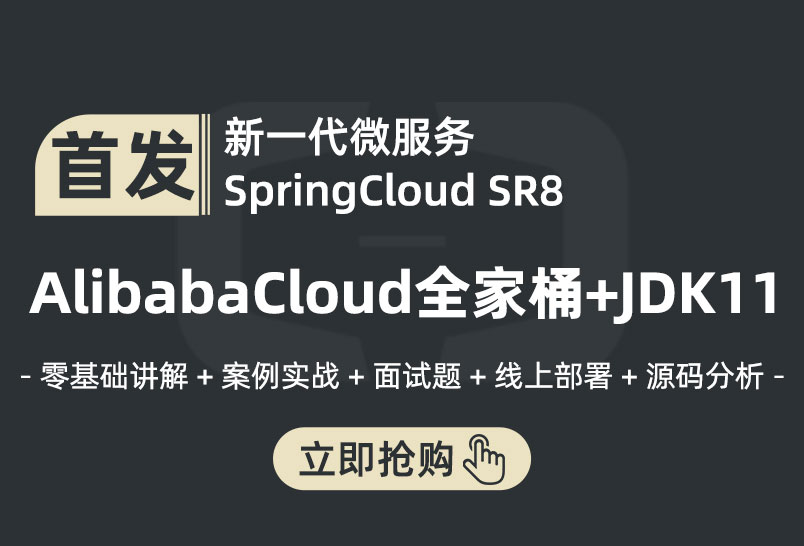 首发
新一代微服务
SpringCloud SR8
AlibabaCloud全家桶+JDK11
- 零基础讲解 + 案例实战 + 面试题 + 线上部署 + 源码分析 -
立即抢购